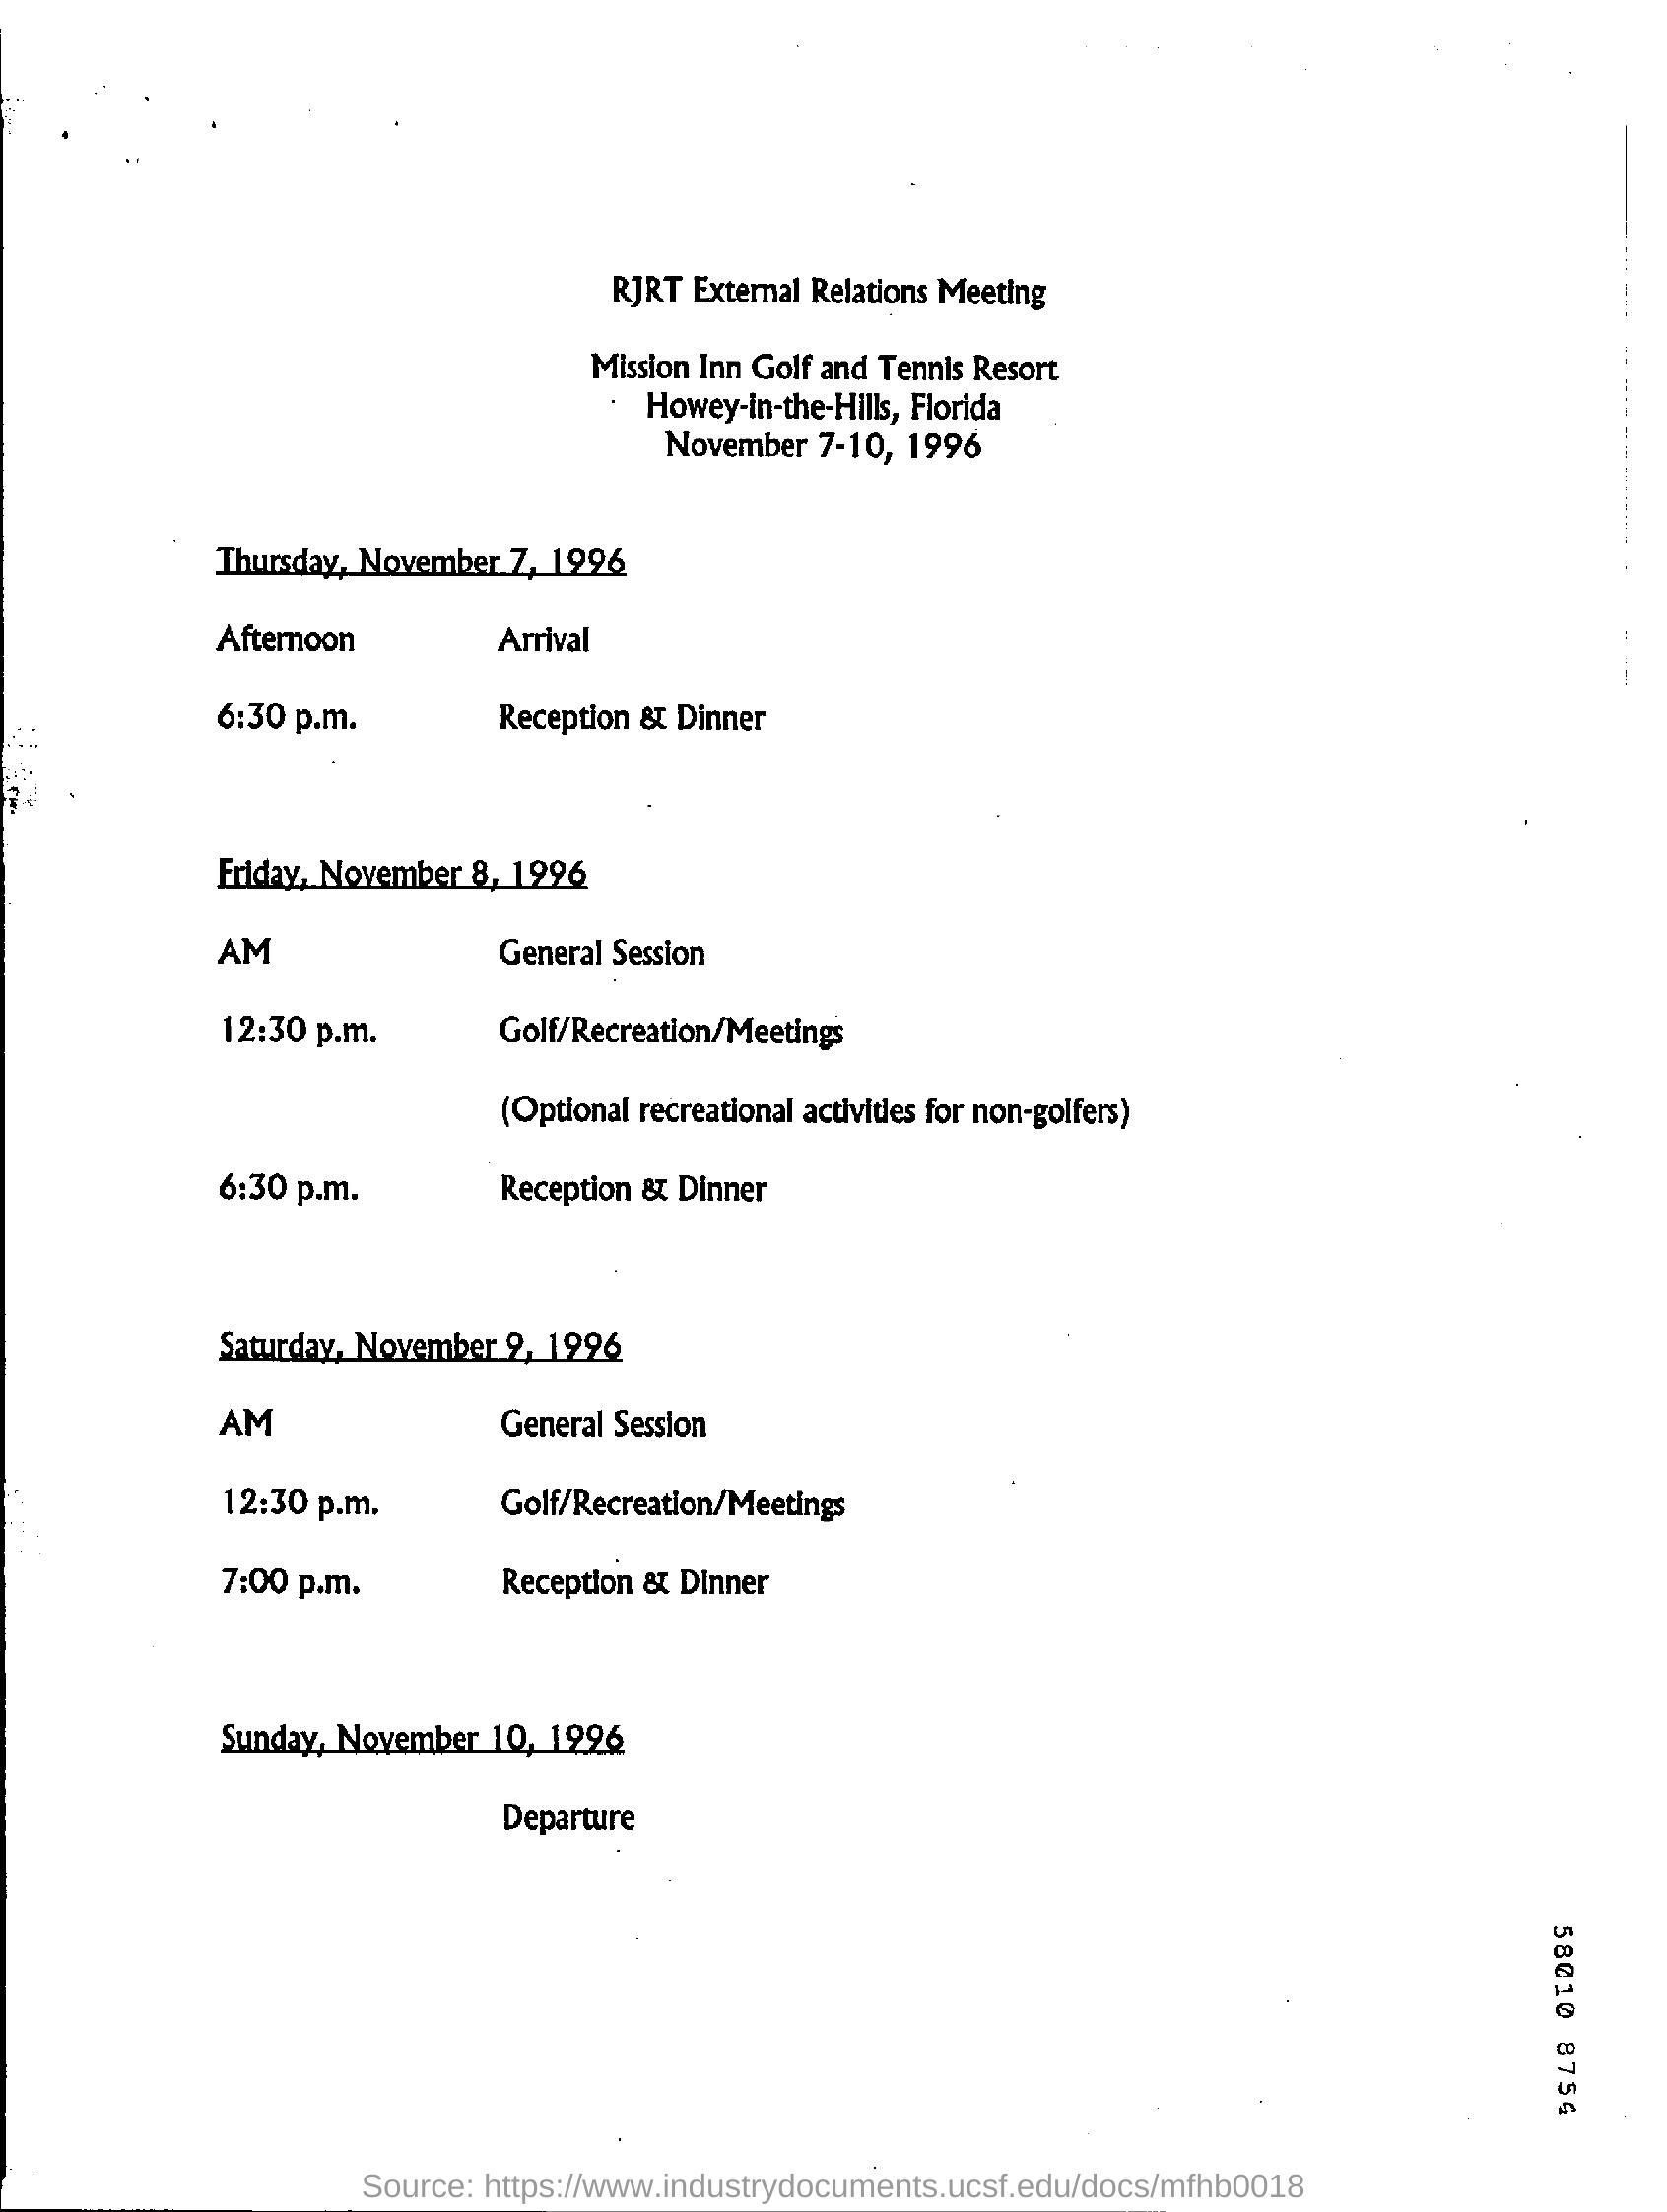 RJRT External Relations Meeting
Mission Inn Golf and Tennis Resort
Howey-in-the-Hills, Florida
November 7-10, 1996
Thursday, November 7, 1996
Afternoon Arrival
6:30 p.m. Reception & Dinner
Friday, November 8, 1996
AM General Session
12:30 p.m. Golf/Recreation/Meetings
(Optional recreational activities for non-golfers)
6:30 p.m. Reception & Dinner
Saturday, November 9, 1996
AM General Session
12:30 p.m. Golf/Recreation/Meetings
7:00 p.m. Reception & Dinner
Sunday, November 10, 1996
Departure
58010 8754
Source: https://www.industrydocuments.ucsf.edu/docs/mfhb0018